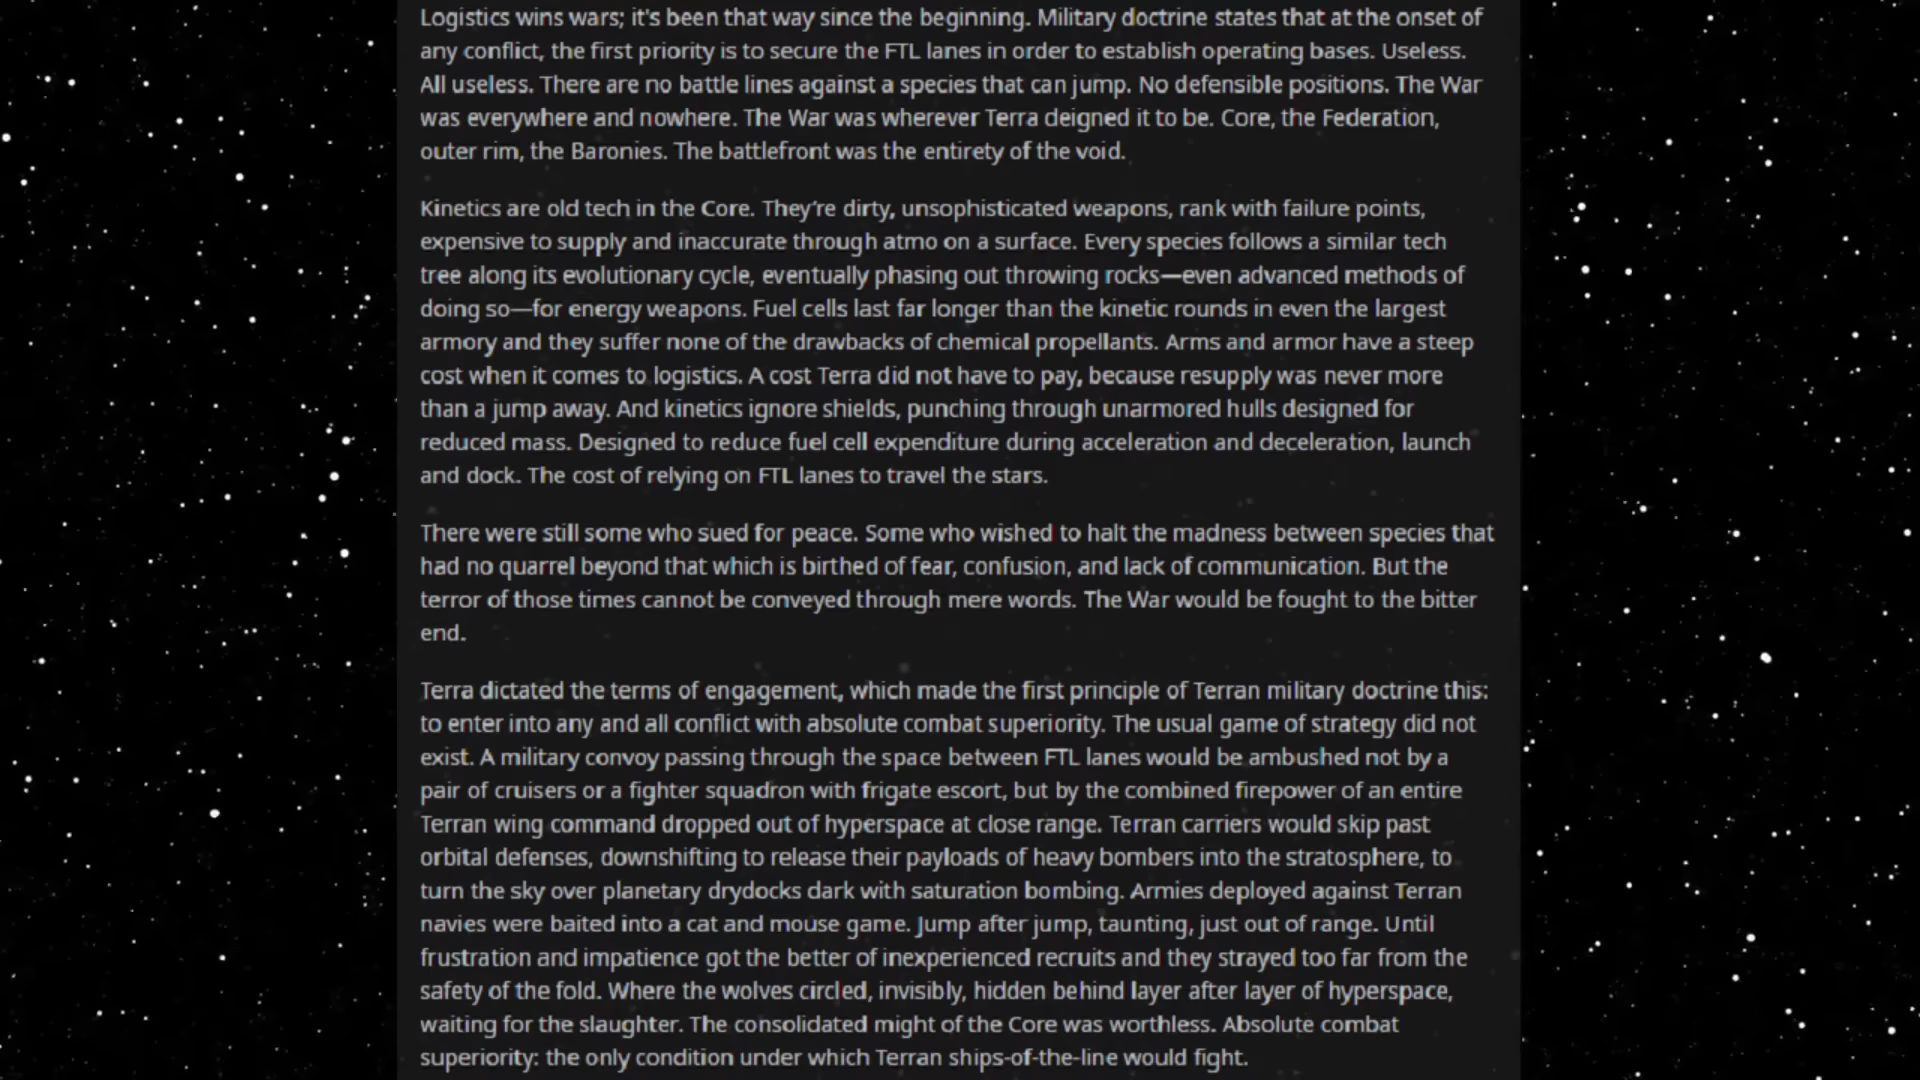 Logistics wins wars; it's been that way since the beginning. Military doctrine states that at the onset of
any conflict, the first priority is to secure the FTL lanes in order to establish operating bases. Useless.
All useless. There are no battle lines against a species that can jump. No defensible positions. The War
was everywhere and nowhere. The War was wherever Terra deigned it to be. Core, the Federation,
outer rim, the Baronies. The battlefront was the entirety of the void.
Kinetics are old tech in the Core. They're dirty, unsophisticated weapons, rank with failure points,
expensive to supply and inaccurate through atmo on a surface. Every species follows a similar tech
tree along its evolutionary cycle, eventually phasing out throwing rocks—even advanced methods of
doing so—for energy weapons. Fuel cells last far longer than the kinetic rounds in even the largest
armory and they suffer none of the drawbacks of chemical propellants. Arms and armor have a steep
cost when it comes to logistics. A cost Terra did not have to pay, because resupply was never more
than a jump away. And kinetics ignore shields, punching through unarmored hulls designed for
reduced mass. Designed to reduce fuel cell expenditure during acceleration and deceleration, launch
and dock. The cost of relying on FTL lanes to travel the stars.
There were still some who sued for peace. Some who wished to halt the madness between species that
had no quarrel beyond that which is birthed of fear, confusion, and lack of communication. But the
terror of those times cannot be conveyed through mere words. The War would be fought to the bitter
end.
Terra dictated the terms of engagement, which made the first principle of Terran military doctrine this:
to enter into any and all conflict with absolute combat superiority. The usual game of strategy did not
exist. A military convoy passing through the space between FTL lanes would be ambushed not by a
pair of cruisers or a fighter squadron with frigate escort, but by the combined firepower of an entire
Terran wing command dropped out of hyperspace at close range. Terran carriers would skip past
orbital defenses, downshifting to release their payloads of heavy bombers into the stratosphere, to
turn the sky over planetary drydocks dark with saturation bombing. Armies deployed against Terran
navies were baited into a cat and mouse game. Jump after jump, taunting, just out of range. Until
frustration and impatience got the better of inexperienced recruits and they strayed too far from the
safety of the fold. Where the wolves circled, invisibly, hidden behind layer after layer of hyperspace,
waiting for the slaughter. The consolidated might of the Core was worthless. Absolute combat
superiority: the only condition under which Terran ships-of-the-line would fight.